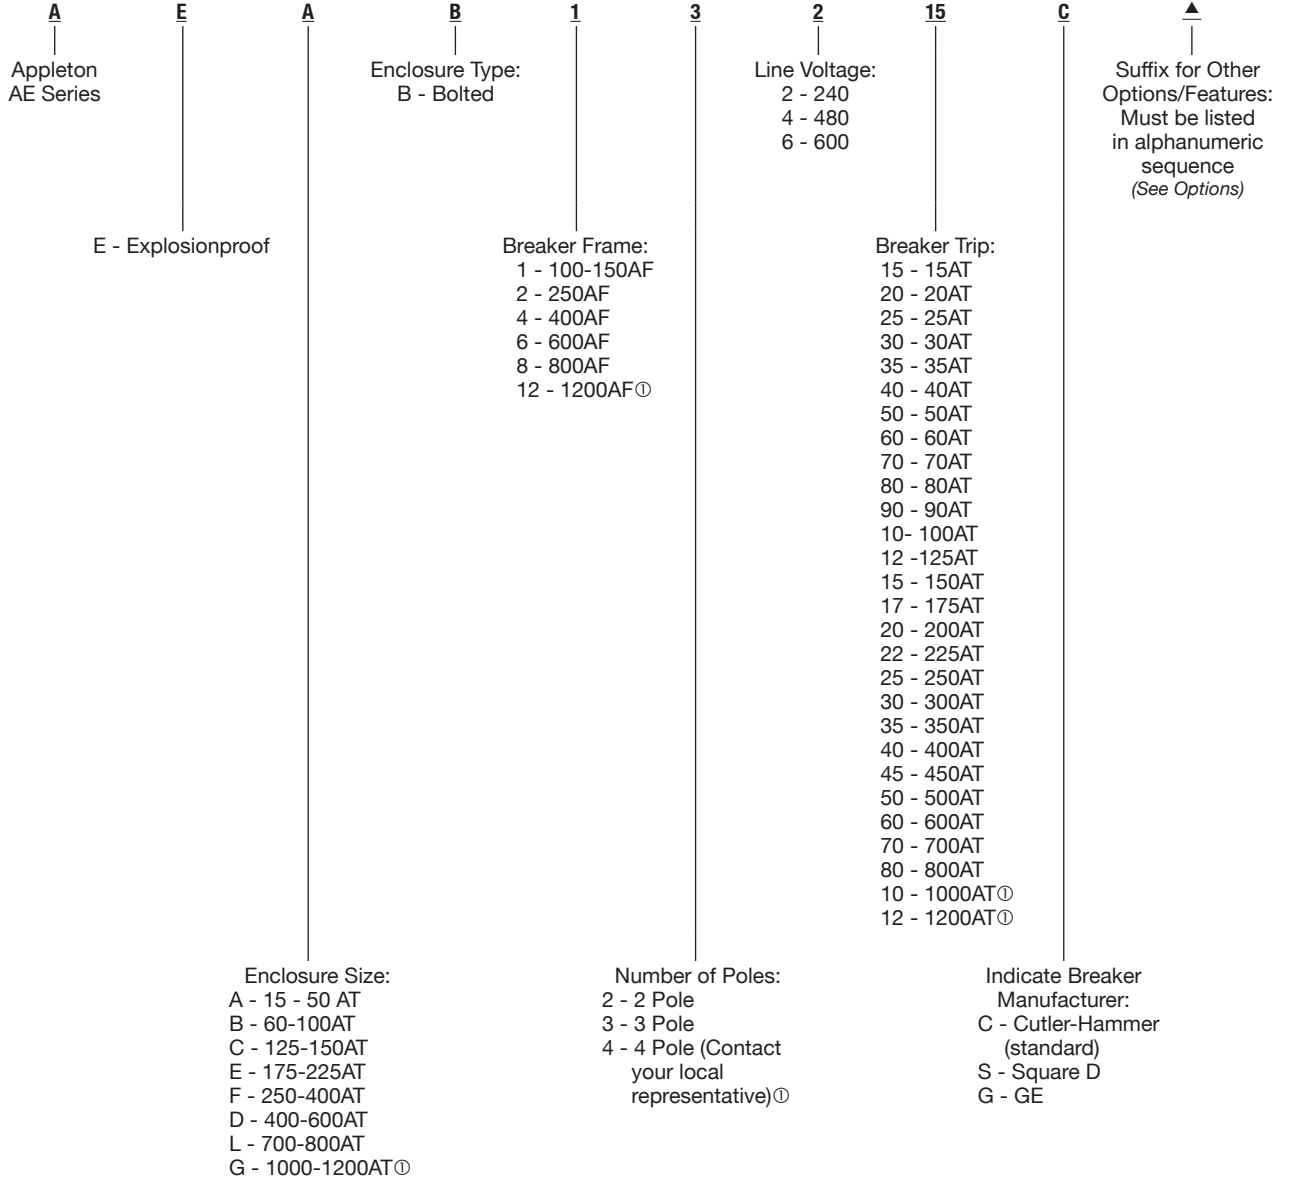 A E A B 1 3 2 15 C ▲
Appleton
AE Series
Enclosure Type:
B - Bolted
Line Voltage:
2 - 240
4 - 480
6 - 600
Suffix for Other
Options/Features:
Must be listed
in alphanumeric
sequence
(See Options)
E - Explosionproof
Breaker Frame:
1 - 100-150AF
2 - 250AF
4 - 400AF
6 - 600AF
8 - 800AF
12 - 1200AF①
Breaker Trip:
15 - 15AT
20 - 20AT
25 - 25AT
30 - 30AT
35 - 35AT
40 - 40AT
50 - 50AT
60 - 60AT
70 - 70AT
80 - 80AT
90 - 90AT
10- 100AT
12 -125AT
15 - 150AT
17 - 175AT
20 - 200AT
22 - 225AT
25 - 250AT
30 - 300AT
35 - 350AT
40 - 400AT
45 - 450AT
50 - 500AT
60 - 600AT
70 - 700AT
80 - 800AT
10 - 1000AT①
12 - 1200AT①
Enclosure Size:
A - 15 - 50 AT
B - 60-100AT
C - 125-150AT
E - 175-225AT
F - 250-400AT
D - 400-600AT
L - 700-800AT
G - 1000-1200AT①
Number of Poles:
2 - 2 Pole
3 - 3 Pole
4 - 4 Pole (Contact
your local
representative)①
Indicate Breaker
Manufacturer:
C - Cutler-Hammer
(standard)
S - Square D
G - GE